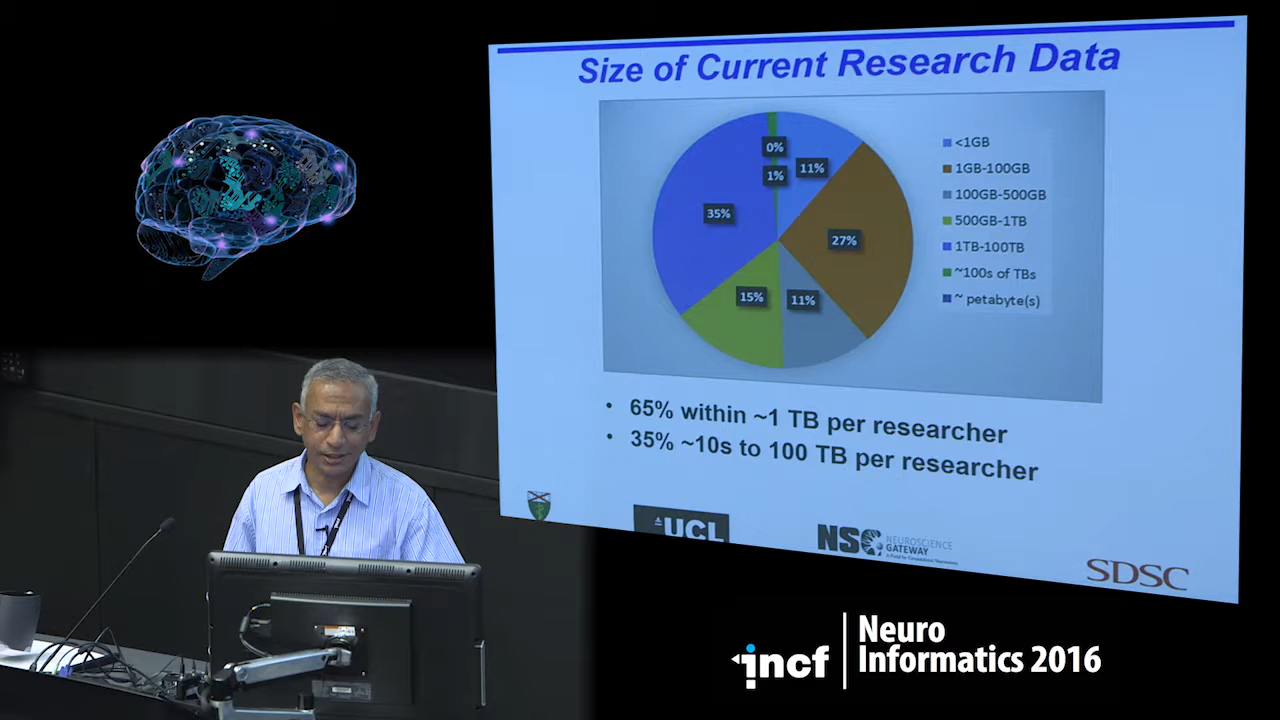 Size of Current Research Data
0%
1%
11%
27%
11%
15%
35%
<1GB
1GB-100GB
100GB-500GB
500GB-1TB
1TB-100TB
~100s of TBs
~ petabyte(s)
• 65% within ~1 TB per researcher
• 35% ~10s to 100 TB per researcher
UCL
NSG
NEUROSCIENCE
GATEWAY
SDSC
incf
Neuro
Informatics 2016